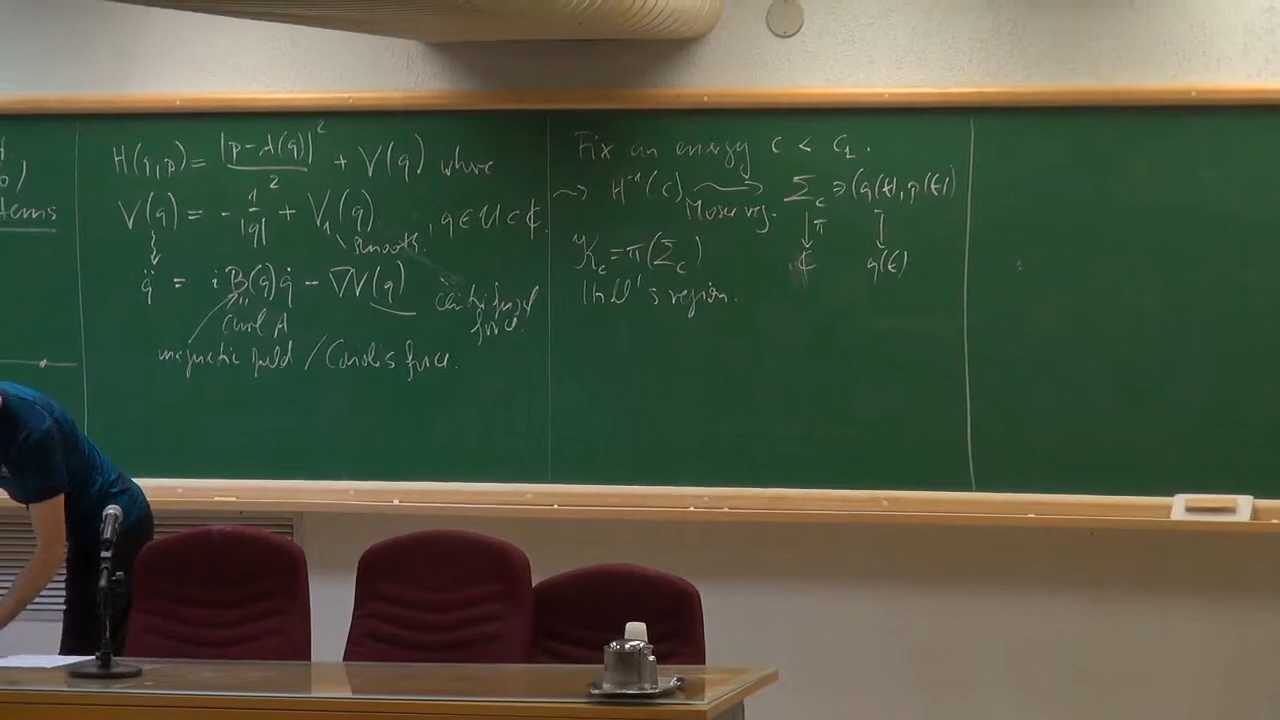 tems
H(q,p) = |p-A(q)|² / 2 + V(q) where
V(q) = - 1/|q| + V₁(q) , q ∈ U ⊂ ℂ.
smooth.
q̈ = i B(q) q̇ - ∇V(q)
centrifugal force.
"
curl A
magnetic field / Coriolis force.
Fix an energy c < c₁.
⇝ H⁻¹(c) ⇝ Σ_c ∋ (q(t), p(t))
Moser reg. ↓π ↓
𝒦_c = π(Σ_c) ℂ q(t)
Hill's region.